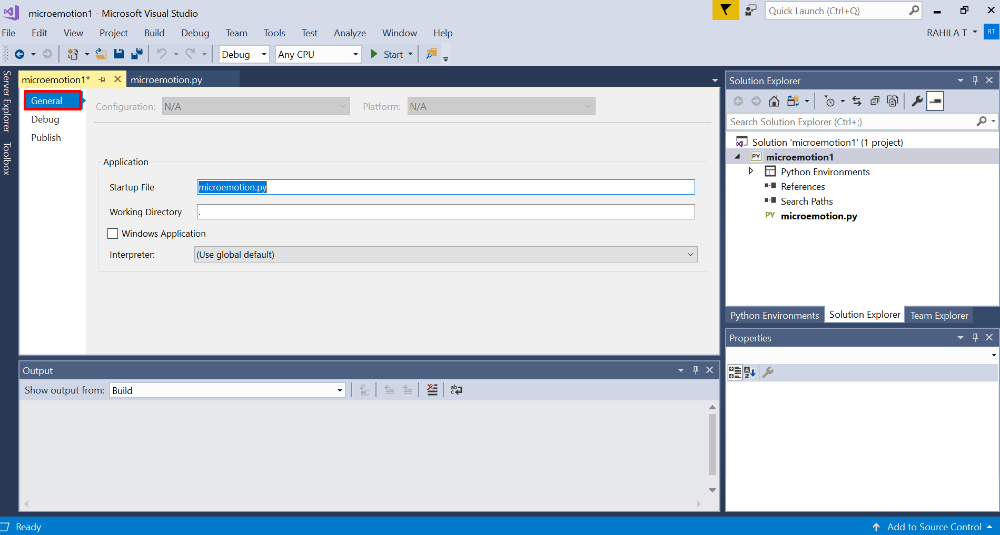 microemotion1 - Microsoft Visual Studio
Quick Launch (Ctrl+Q)
File Edit View Project Build Debug Team Tools Test Analyze Window Help
RAHILA T RT
Debug Any CPU Start
Server Explorer
Toolbox
microemotion1* microemotion.py
General
Debug
Publish
Configuration: N/A Platform: N/A
Application
Startup File microemotion.py
Working Directory .
Windows Application
Interpreter: (Use global default)
Output
Show output from: Build
Solution Explorer
Search Solution Explorer (Ctrl+;)
Solution 'microemotion1' (1 project)
PY microemotion1
Python Environments
References
Search Paths
PY microemotion.py
Python Environments Solution Explorer Team Explorer
Properties
Ready
Add to Source Control